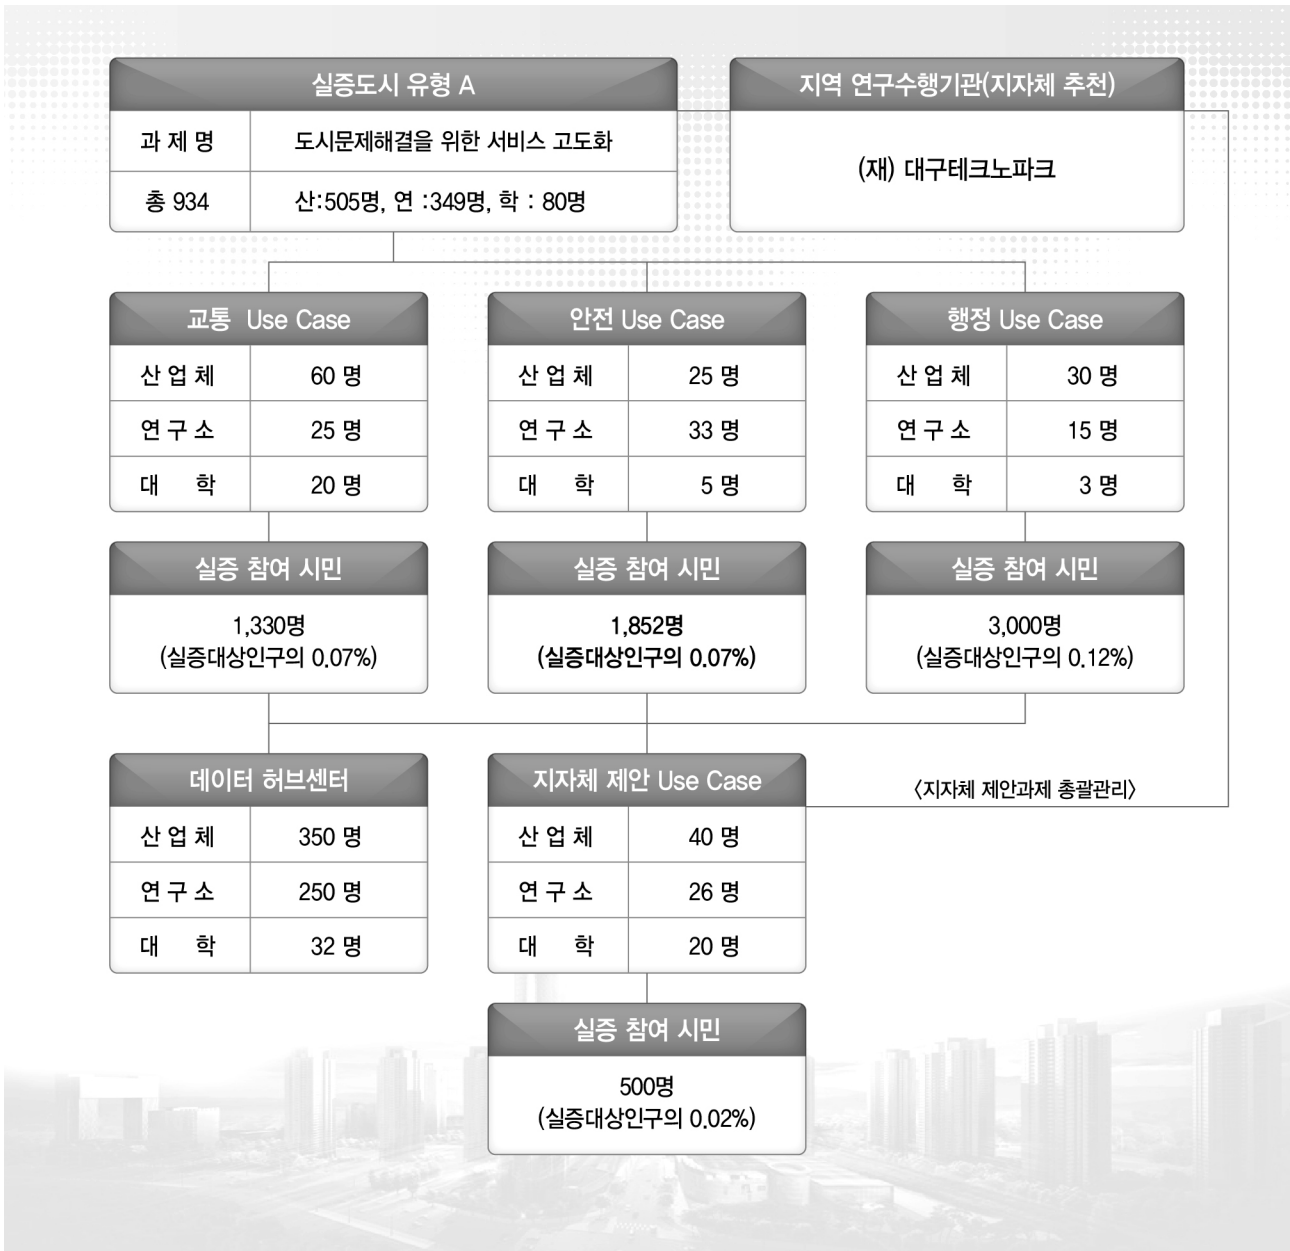 실증도시 유형 A
과 제 명 도시문제해결을 위한 서비스 고도화
총 934 산:505명, 연 :349명, 학 : 80명
지역 연구수행기관(지자체 추천)
(재) 대구테크노파크
교통 Use Case
산 업 체 60 명
연 구 소 25 명
대 학 20 명
안전 Use Case
산 업 체 25 명
연 구 소 33 명
대 학 5 명
행정 Use Case
산 업 체 30 명
연 구 소 15 명
대 학 3 명
실증 참여 시민
1,330명
(실증대상인구의 0.07%)
실증 참여 시민
1,852명
(실증대상인구의 0.07%)
실증 참여 시민
3,000명
(실증대상인구의 0.12%)
데이터 허브센터
산 업 체 350 명
연 구 소 250 명
대 학 32 명
지자체 제안 Use Case
산 업 체 40 명
연 구 소 26 명
대 학 20 명
〈지자체 제안과제 총괄관리〉
실증 참여 시민
500명
(실증대상인구의 0.02%)